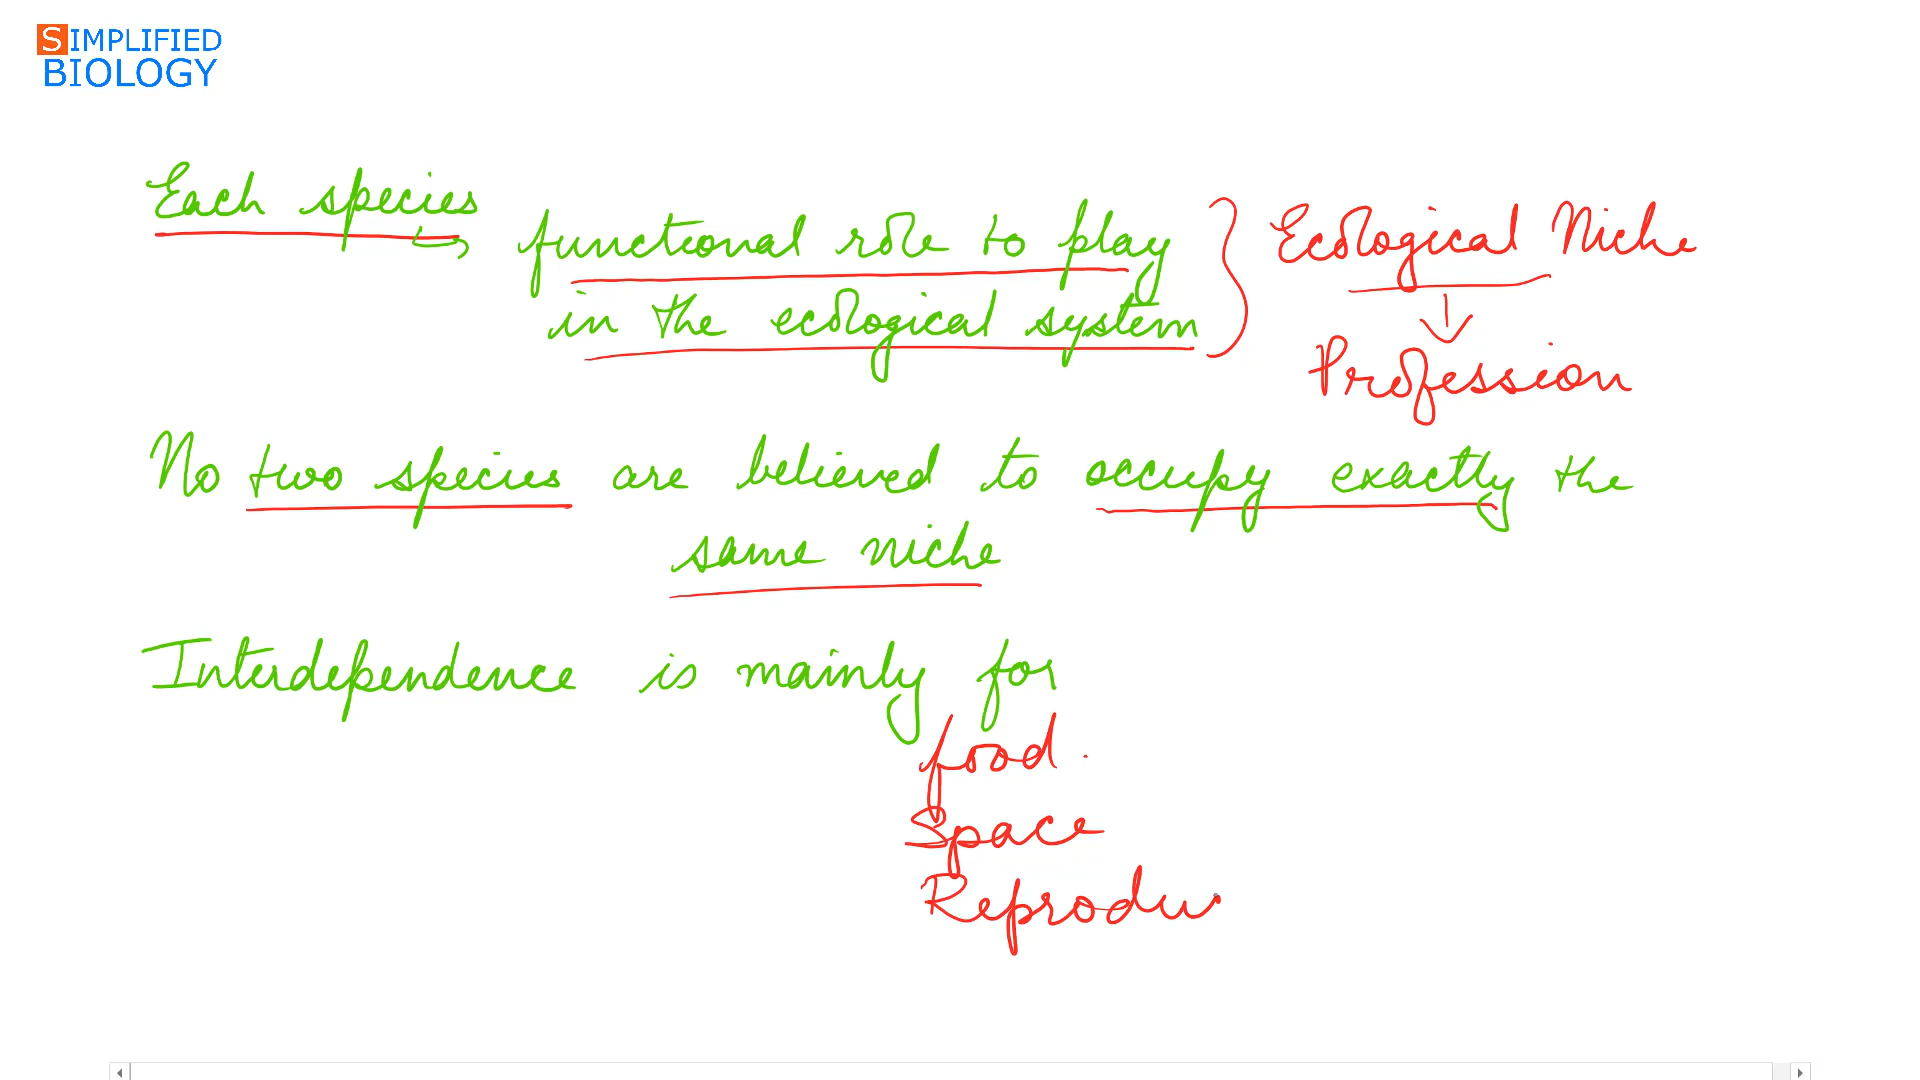 SIMPLIFIED
BIOLOGY
Each species
functional role to play
in the ecological system
Ecological Niche
Profession
No two species are believed to occupy exactly the
same niche
Interdependence is mainly for
food.
Space
Reprodu